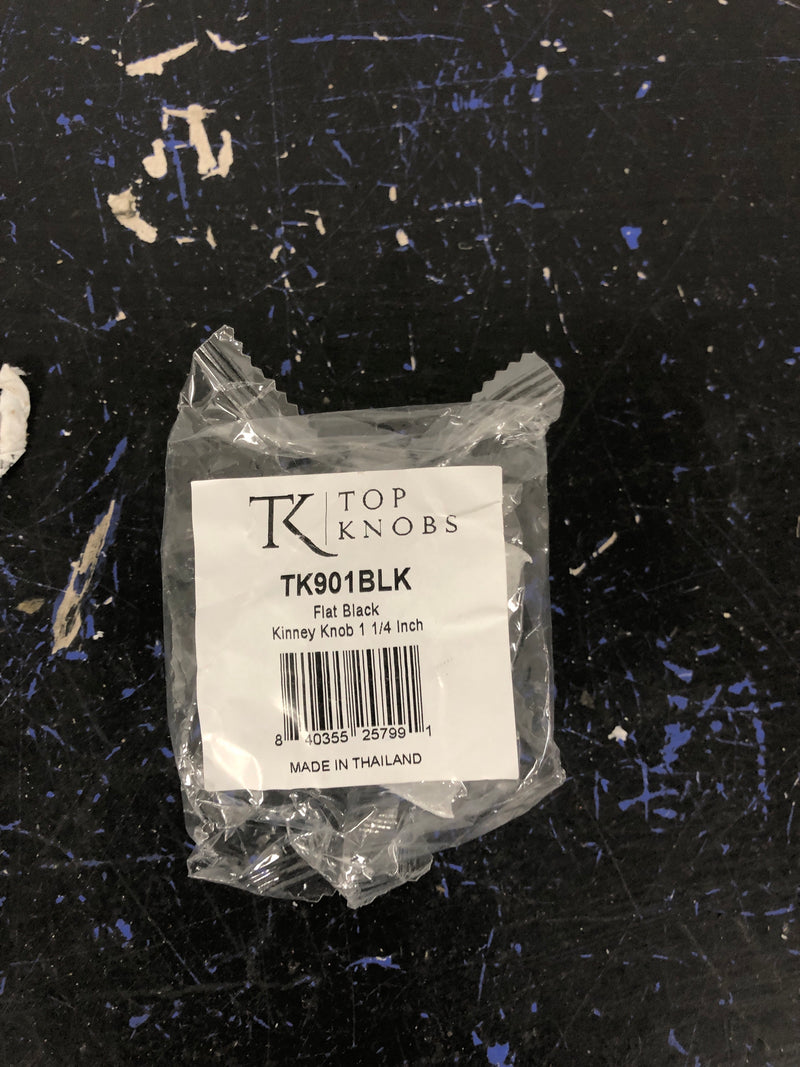 TK TOP
KNOBS
TK901BLK
Flat Black
Kinney Knob 1 1/4 Inch
8 40355 25799 1
MADE IN THAILAND